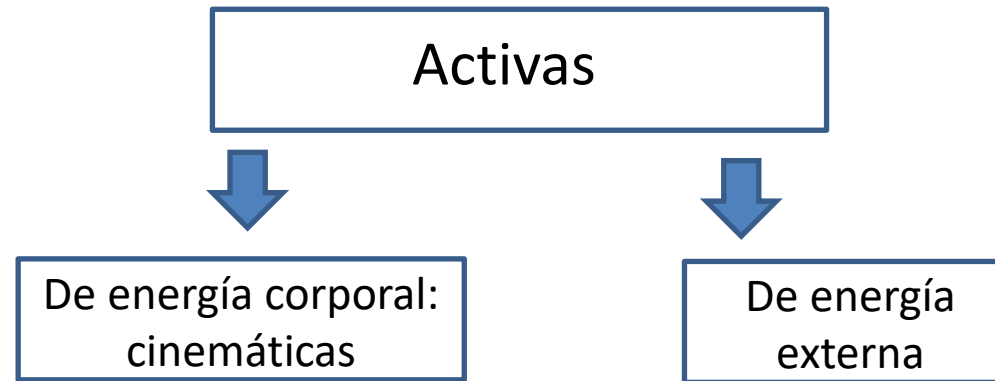 Activas
De energía corporal:
cinemáticas
De energía
externa